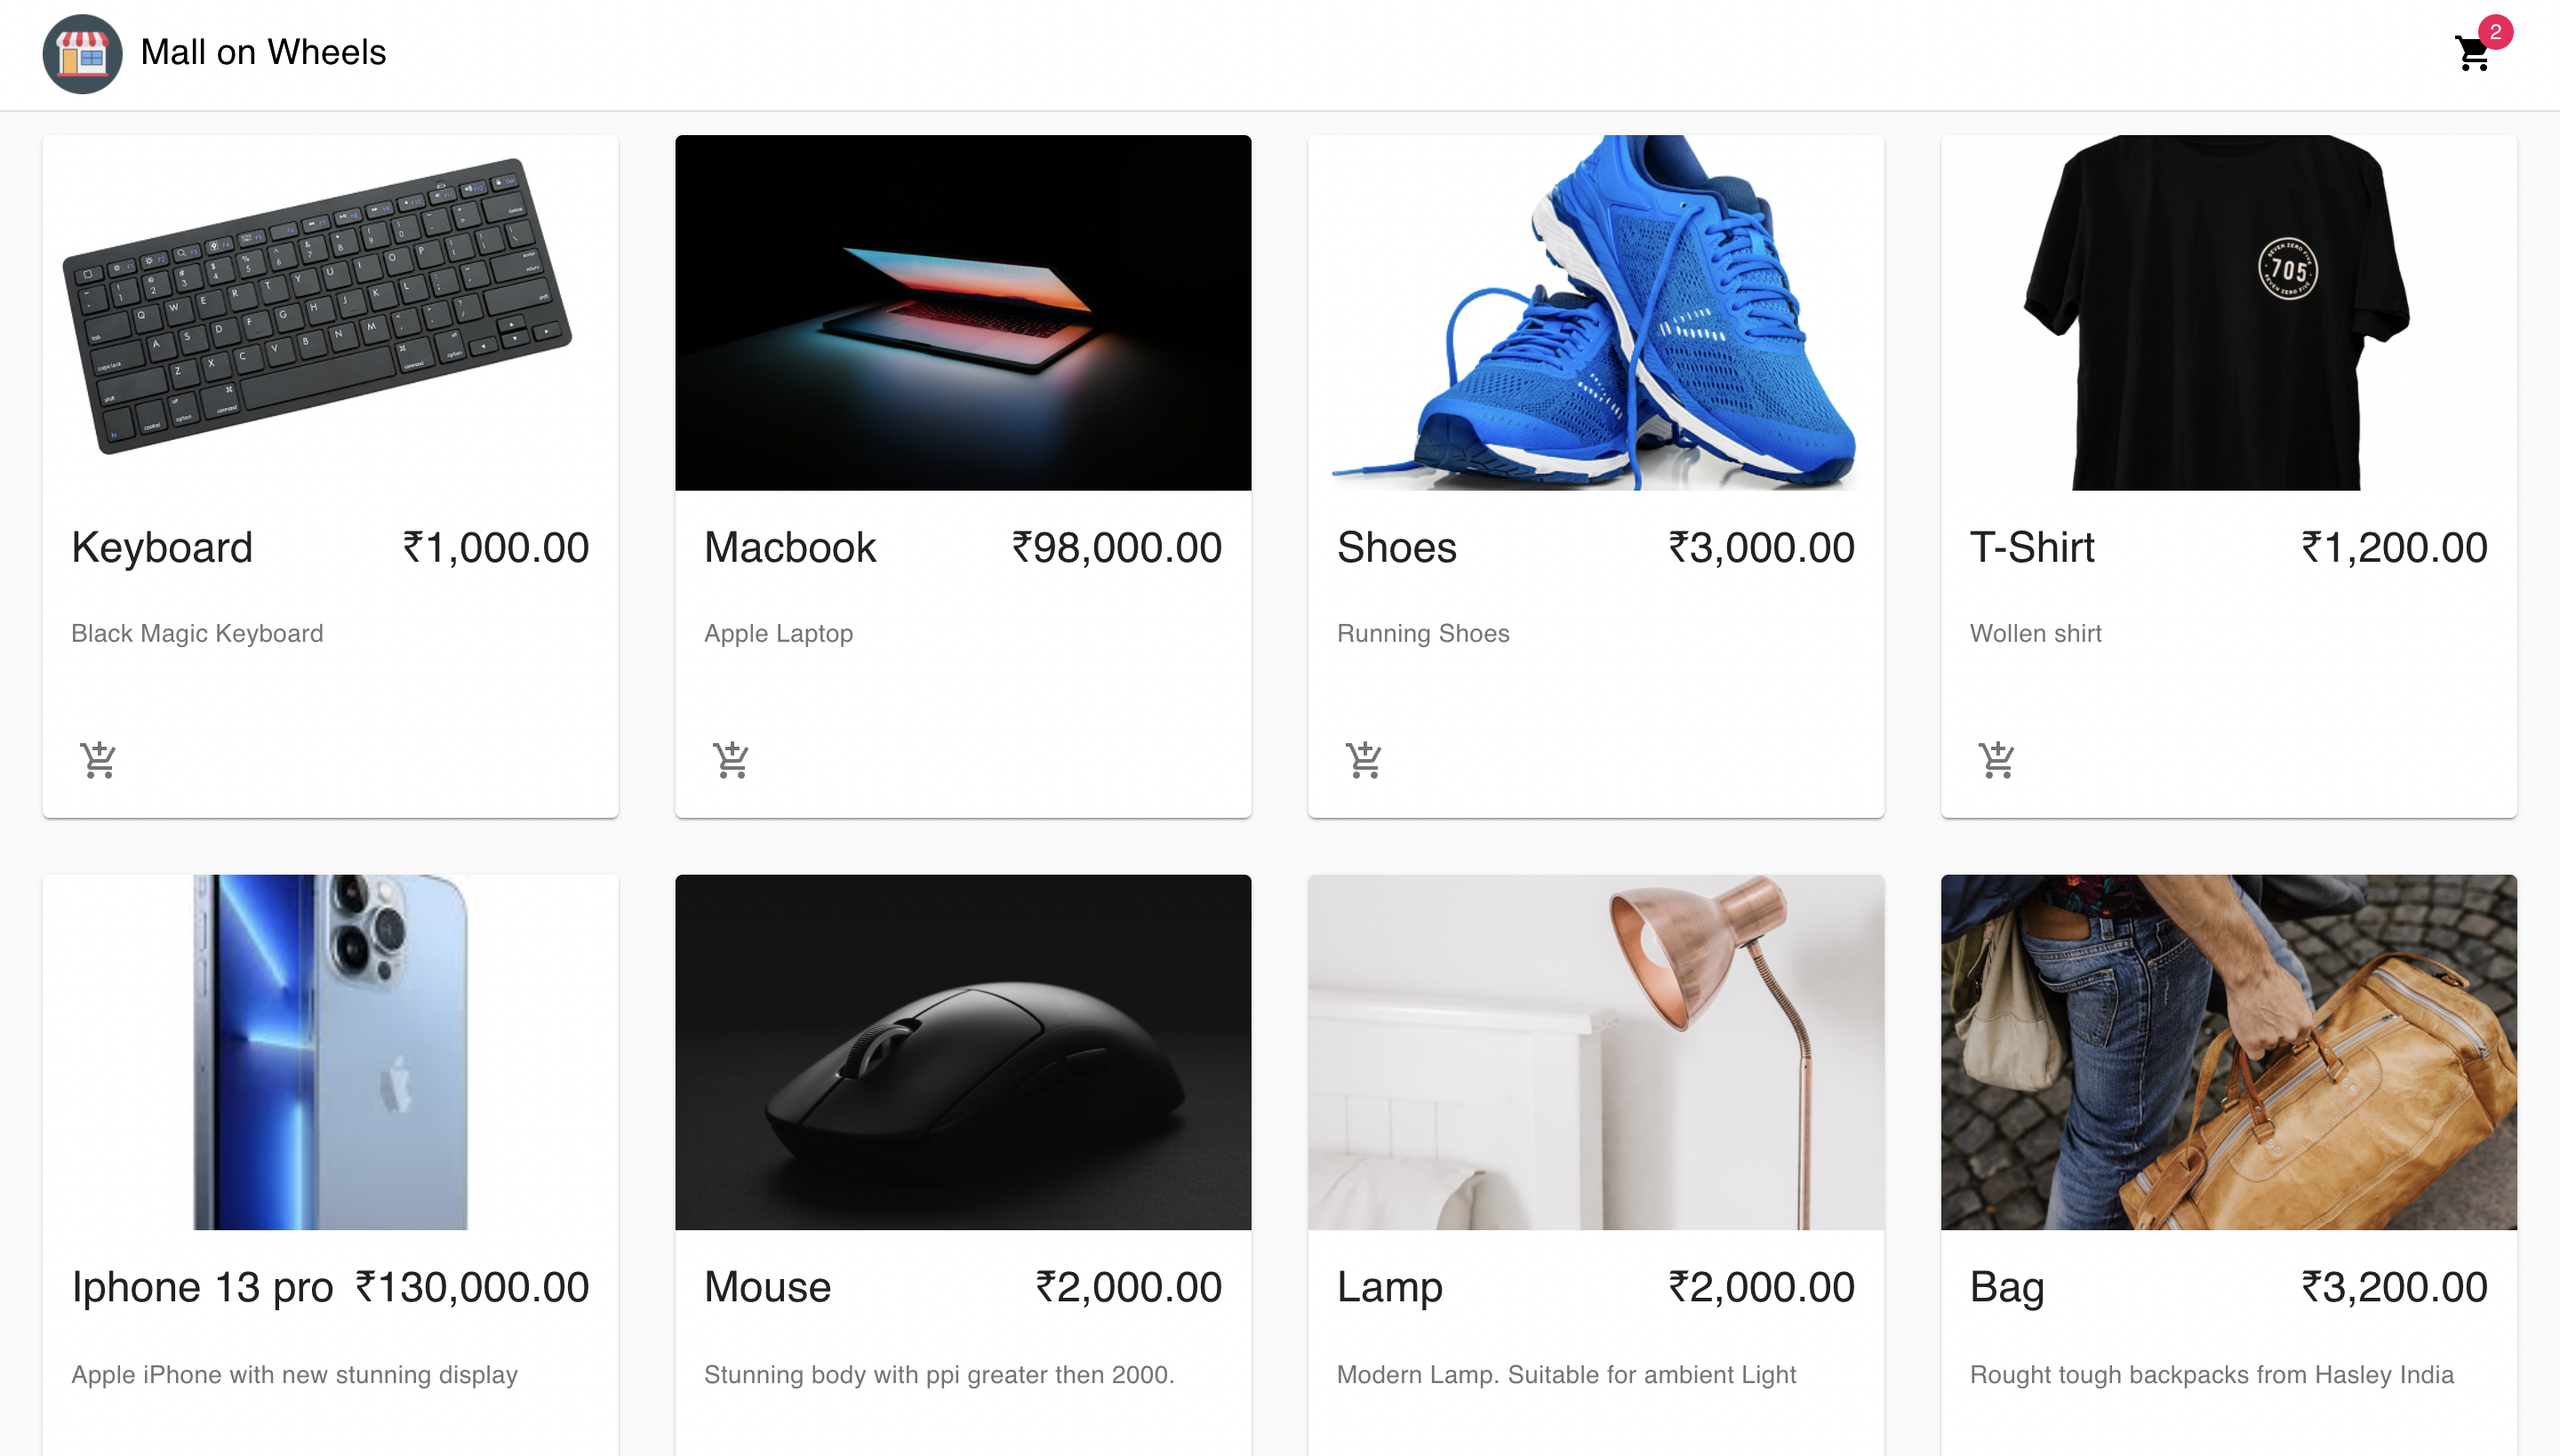 Mall on Wheels
2
705
SEVEN ZERO FIVE
Keyboard ₹1,000.00
Black Magic Keyboard
Macbook ₹98,000.00
Apple Laptop
Shoes ₹3,000.00
Running Shoes
T-Shirt ₹1,200.00
Wollen shirt
Iphone 13 pro ₹130,000.00
Apple iPhone with new stunning display
Mouse ₹2,000.00
Stunning body with ppi greater then 2000.
Lamp ₹2,000.00
Modern Lamp. Suitable for ambient Light
Bag ₹3,200.00
Rought tough backpacks from Hasley India